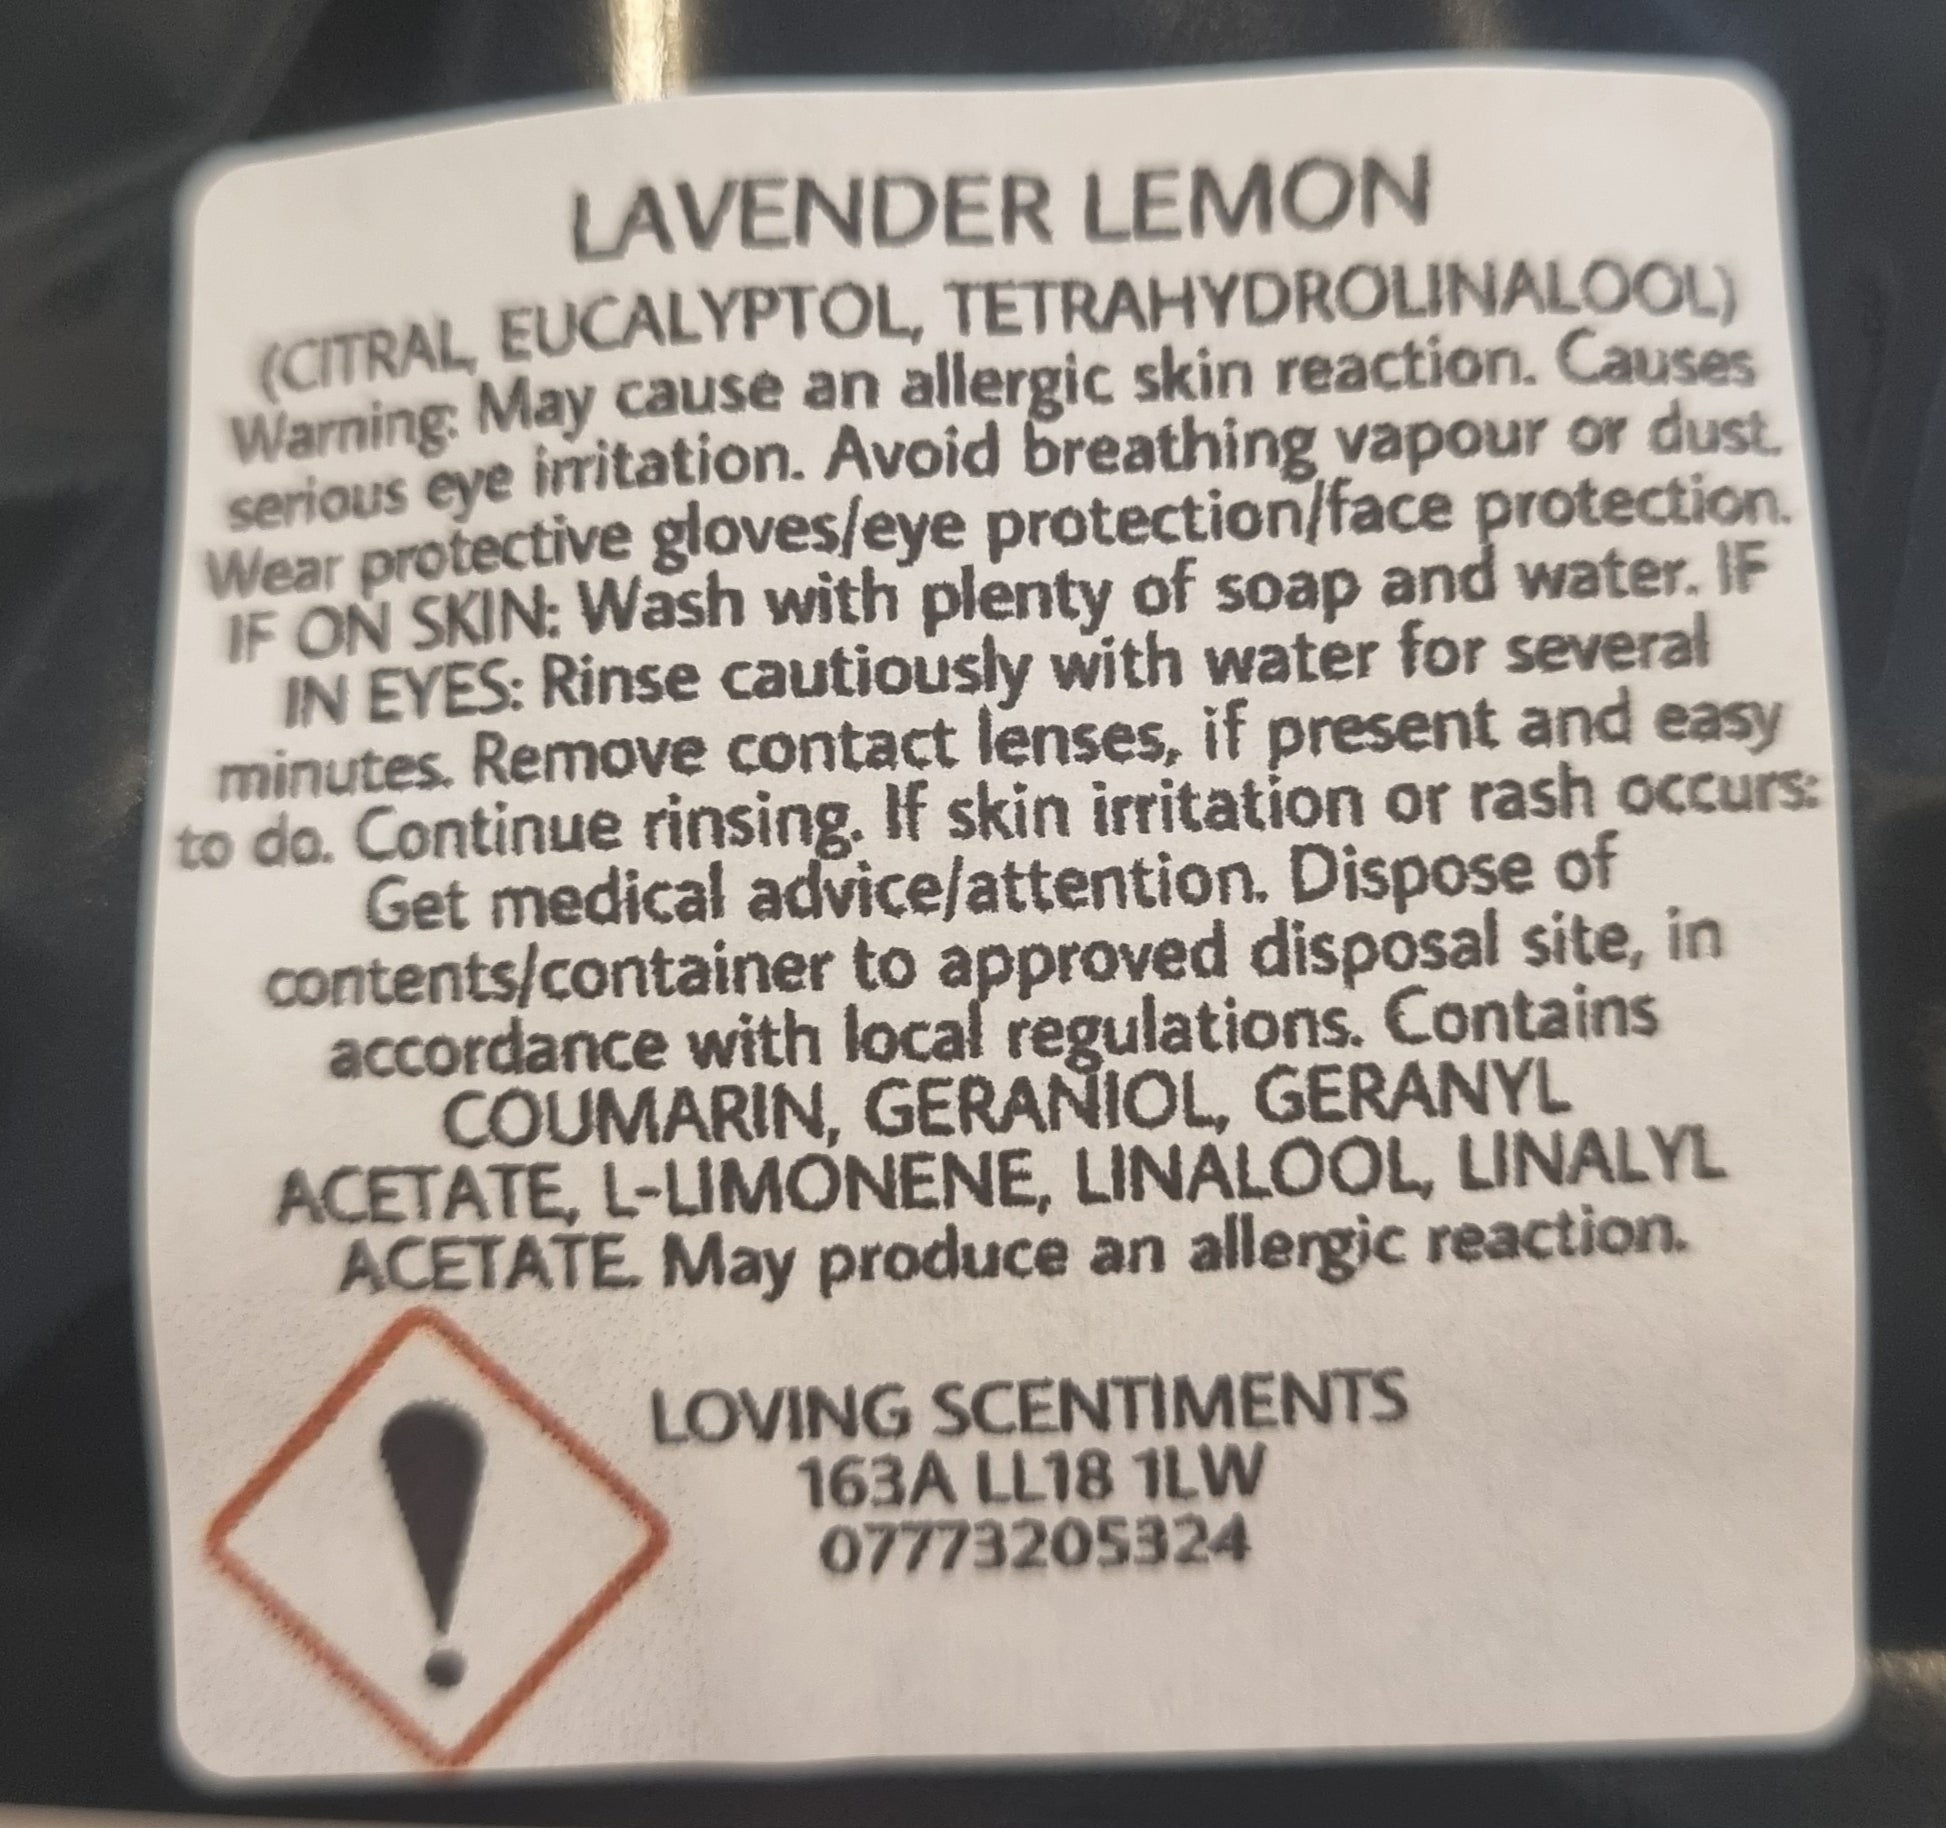 LAVENDER LEMON
(CITRAL, EUCALYPTOL, TETRAHYDROLINALOOL)
Warning: May cause an allergic skin reaction. Causes
serious eye irritation. Avoid breathing vapour or dust.
Wear protective gloves/eye protection/face protection.
IF ON SKIN: Wash with plenty of soap and water. IF
IN EYES: Rinse cautiously with water for several
minutes. Remove contact lenses, if present and easy
to do. Continue rinsing. If skin irritation or rash occurs:
Get medical advice/attention. Dispose of
contents/container to approved disposal site, in
accordance with local regulations. Contains
COUMARIN, GERANIOL, GERANYL
ACETATE, L-LIMONENE, LINALOOL, LINALYL
ACETATE. May produce an allergic reaction.
LOVING SCENTIMENTS
163A LL18 1LW
07773205324